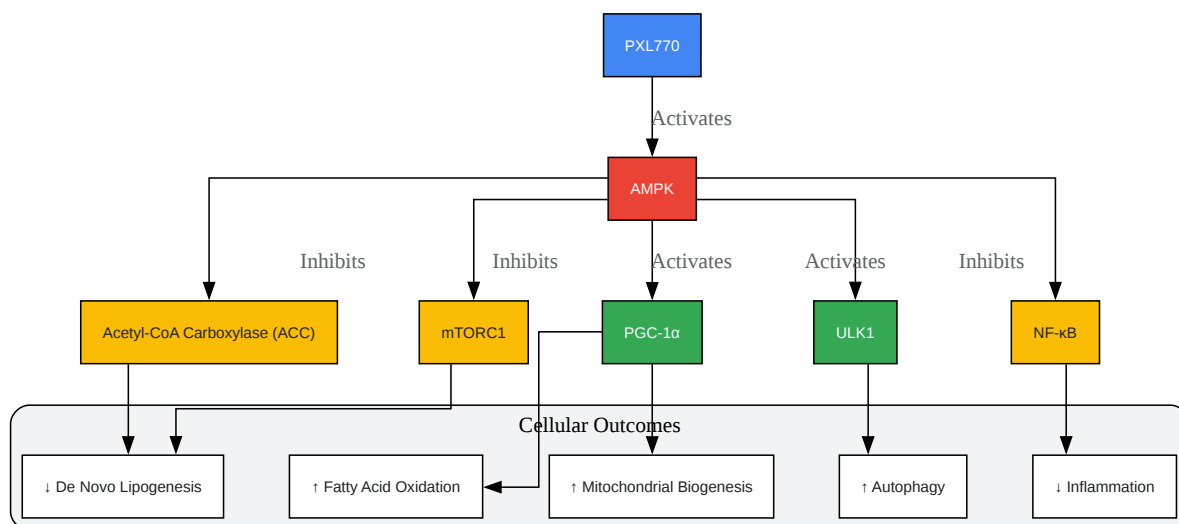 PXL770
Activates
AMPK
Inhibits
Inhibits
Activates
Activates
Inhibits
Acetyl-CoA Carboxylase (ACC)
mTORC1
PGC-1α
ULK1
NF-κB
Cellular Outcomes
↓ De Novo Lipogenesis
↑ Fatty Acid Oxidation
↑ Mitochondrial Biogenesis
↑ Autophagy
↓ Inflammation